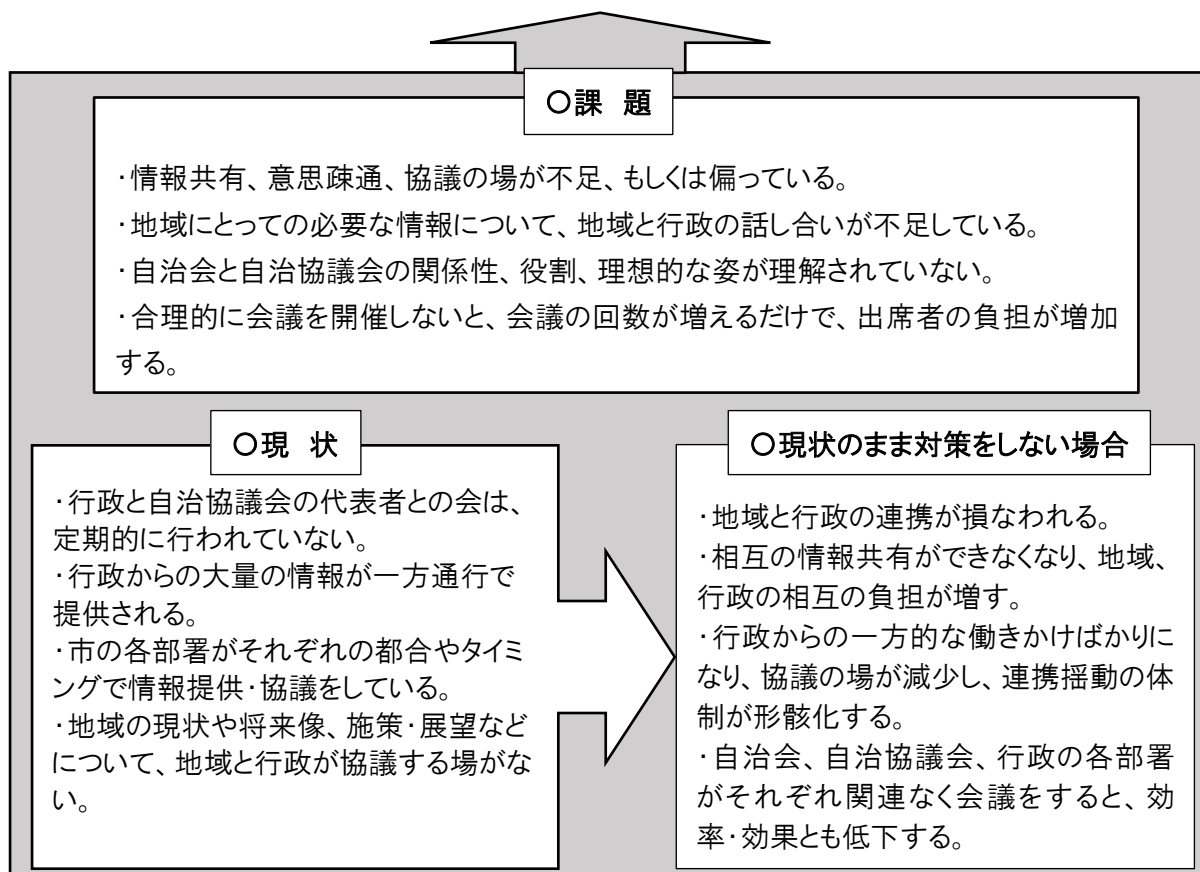 〇課　題
・情報共有、意思疎通、協議の場が不足、もしくは偏っている。
・地域にとっての必要な情報について、地域と行政の話し合いが不足している。
・自治会と自治協議会の関係性、役割、理想的な姿が理解されていない。
・合理的に会議を開催しないと、会議の回数が増えるだけで、出席者の負担が増加
する。
〇現　状
・行政と自治協議会の代表者との会は、
定期的に行われていない。
・行政からの大量の情報が一方通行で
提供される。
・市の各部署がそれぞれの都合やタイミ
ングで情報提供・協議をしている。
・地域の現状や将来像、施策・展望など
について、地域と行政が協議する場がな
い。
〇現状のまま対策をしない場合
・地域と行政の連携が損なわれる。
・相互の情報共有ができなくなり、地域、
行政の相互の負担が増す。
・行政からの一方的な働きかけばかりに
なり、協議の場が減少し、連携揺動の体
制が形骸化する。
・自治会、自治協議会、行政の各部署
がそれぞれ関連なく会議をすると、効
率・効果とも低下する。